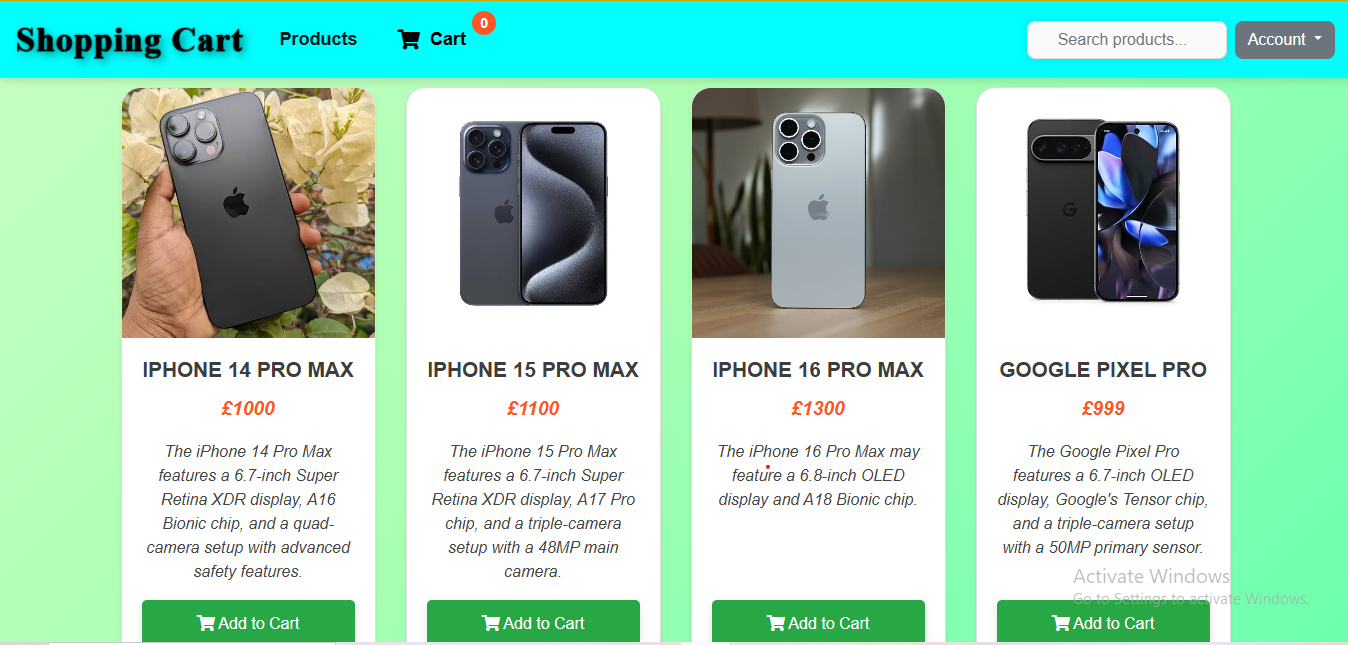 Shopping Cart
Products
Cart
0
Search products...
Account
IPHONE 14 PRO MAX
£1000
The iPhone 14 Pro Max
features a 6.7-inch Super
Retina XDR display, A16
Bionic chip, and a quad-
camera setup with advanced
safety features.
Add to Cart
IPHONE 15 PRO MAX
£1100
The iPhone 15 Pro Max
features a 6.7-inch Super
Retina XDR display, A17 Pro
chip, and a triple-camera
setup with a 48MP main
camera.
Add to Cart
IPHONE 16 PRO MAX
£1300
The iPhone 16 Pro Max may
feature a 6.8-inch OLED
display and A18 Bionic chip.
Add to Cart
GOOGLE PIXEL PRO
£999
The Google Pixel Pro
features a 6.7-inch OLED
display, Google's Tensor chip,
and a triple-camera setup
with a 50MP primary sensor.
Add to Cart
Activate Windows
Go to Settings to activate Windows.